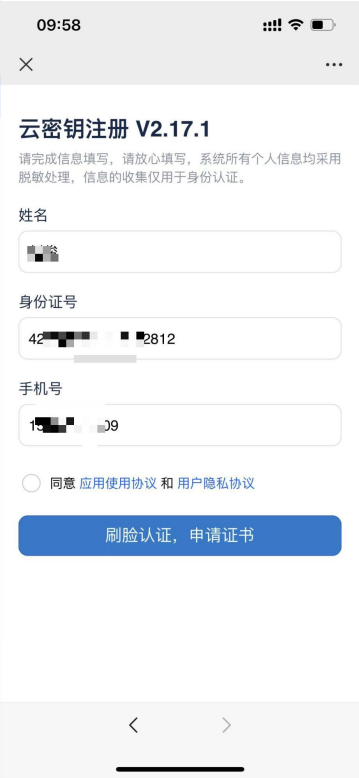 09:58
云密钥注册 V2.17.1
请完成信息填写，请放心填写，系统所有个人信息均采用
脱敏处理，信息的收集仅用于身份认证。
姓名
身份证号
42 2812
手机号
15 09
同意 应用使用协议 和 用户隐私协议
刷脸认证，申请证书